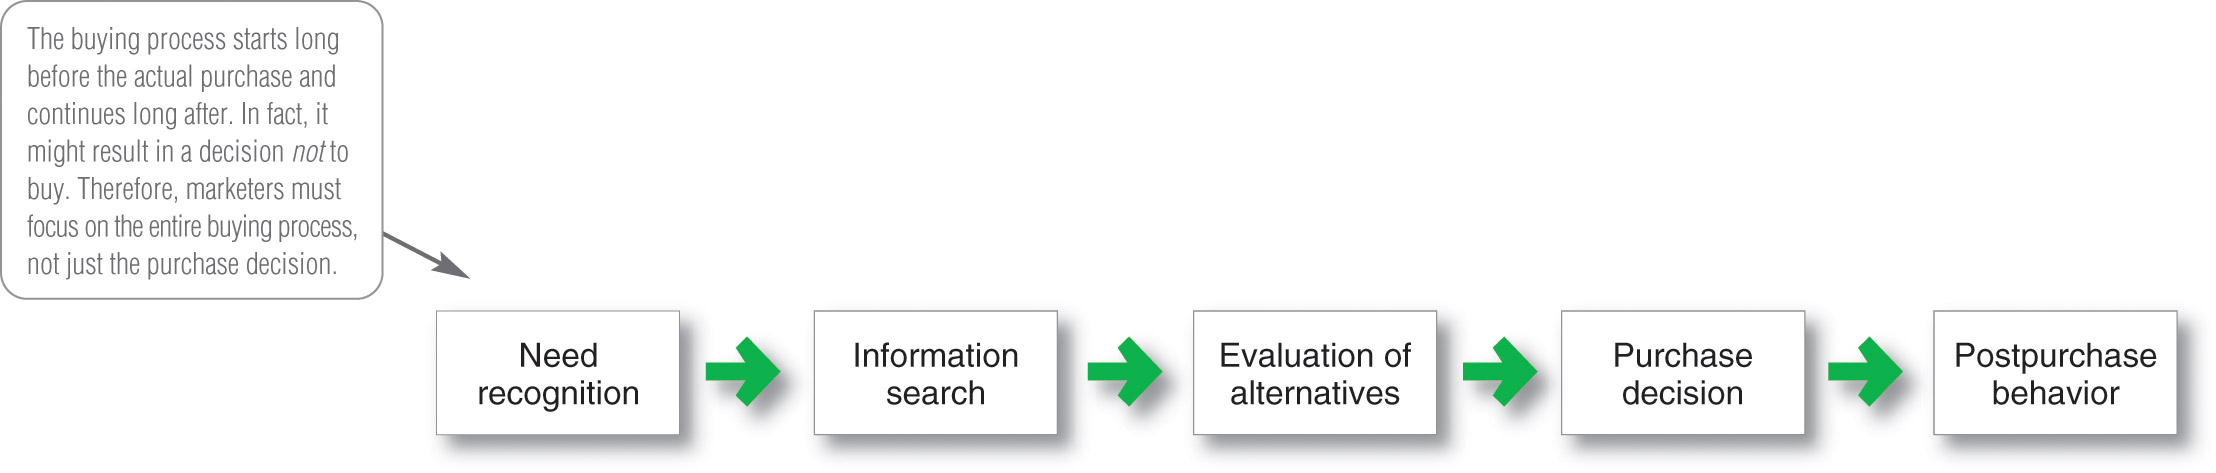 The buying process starts long
before the actual purchase and
continues long after. In fact, it
might result in a decision not to
buy. Therefore, marketers must
focus on the entire buying process,
not just the purchase decision.
Need
recognition
Information
search
Evaluation of
alternatives
Purchase
decision
Postpurchase
behavior